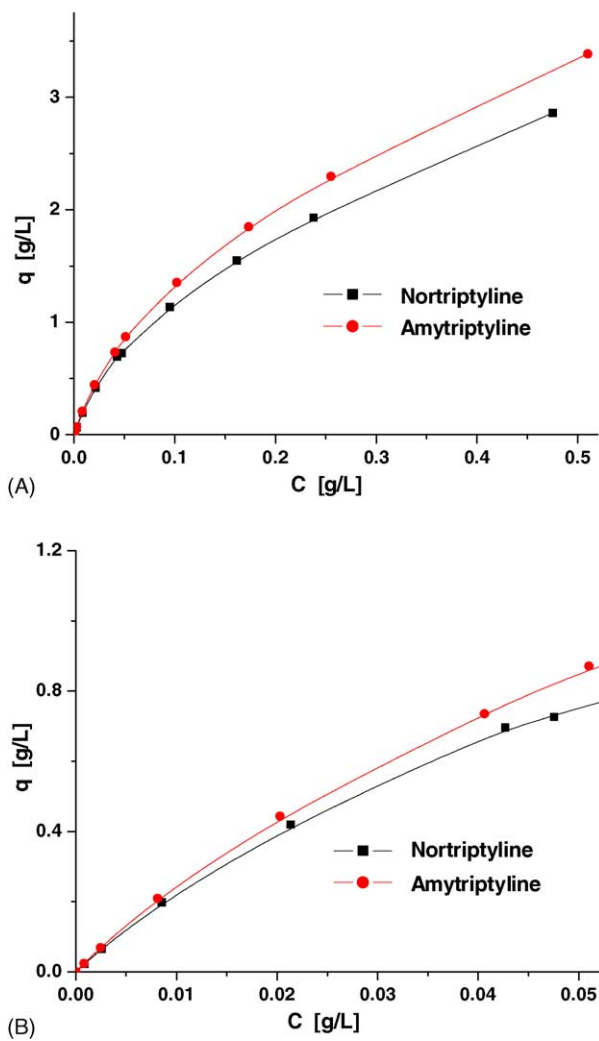 3
2
1
0
q [g/L]
Nortriptyline
Amytriptyline
0.0 0.1 0.2 0.3 0.4 0.5
C [g/L]
(A)
1.2
0.8
0.4
0.0
q [g/L]
Nortriptyline
Amytriptyline
0.00 0.01 0.02 0.03 0.04 0.05
C [g/L]
(B)